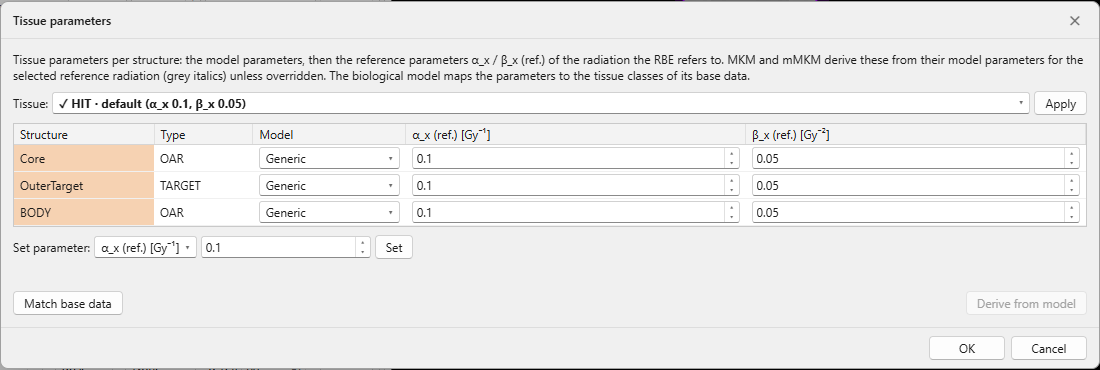 Tissue parameters
Tissue parameters per structure: the model parameters, then the reference parameters α_x / β_x (ref.) of the radiation the RBE refers to. MKM and mMKM derive these from their model parameters for the
selected reference radiation (grey italics) unless overridden. The biological model maps the parameters to the tissue classes of its base data.
Tissue: ✓ HIT · default (α_x 0.1, β_x 0.05) Apply
Structure Type Model α_x (ref.) [Gy⁻¹] β_x (ref.) [Gy⁻²]
Core OAR Generic 0.1 0.05
OuterTarget TARGET Generic 0.1 0.05
BODY OAR Generic 0.1 0.05
Set parameter: α_x (ref.) [Gy⁻¹] 0.1 Set
Match base data Derive from model
OK Cancel